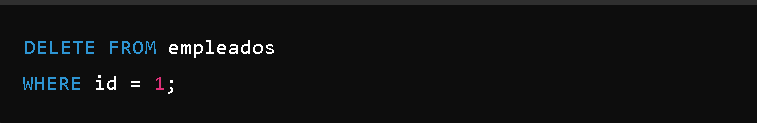 DELETE FROM empleados
WHERE id = 1;